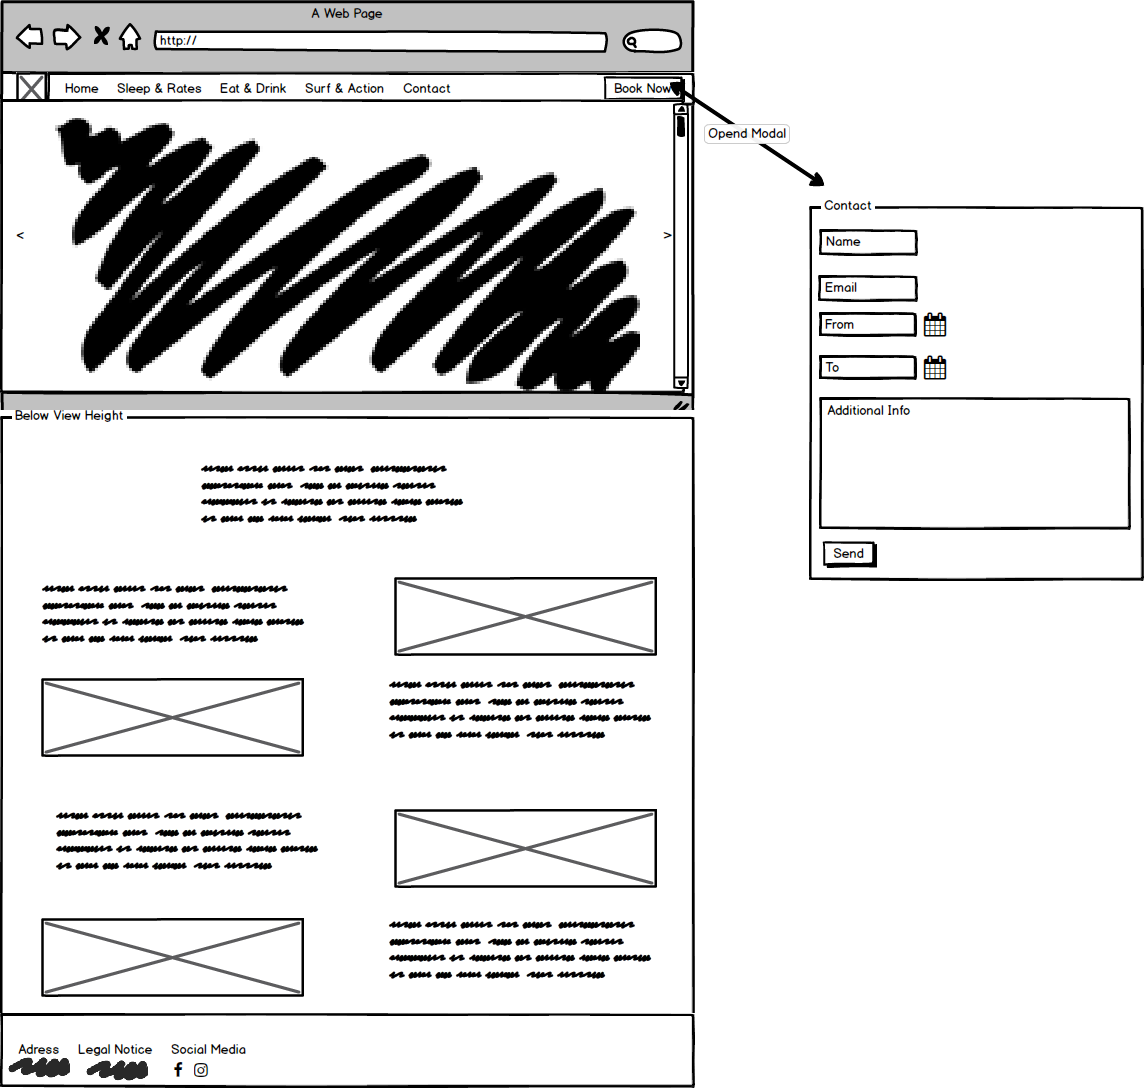 A Web Page
http://
Home Sleep & Rates Eat & Drink Surf & Action Contact Book Now
Opend Modal
< >
Contact
Name
Email
From
To
Additional Info
Send
Below View Height
Adress Legal Notice Social Media